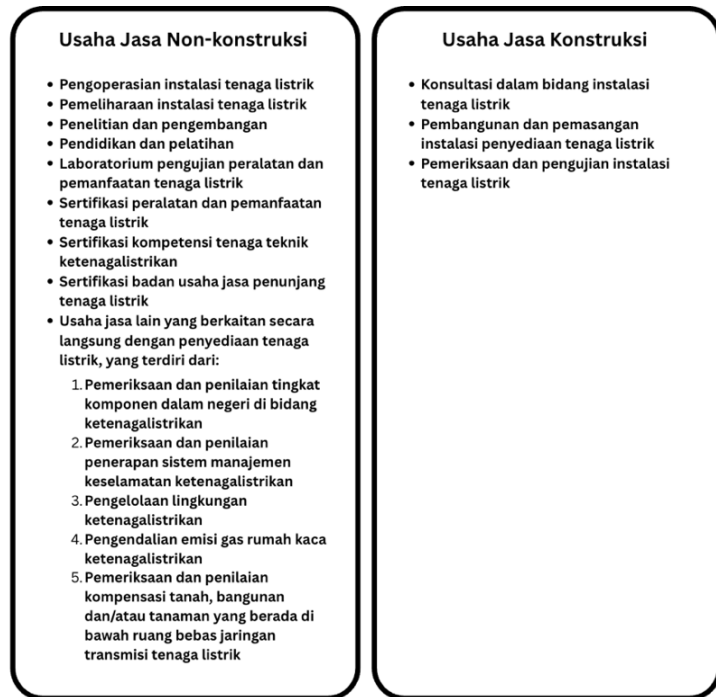 Usaha Jasa Non-konstruksi
• Pengoperasian instalasi tenaga listrik
• Pemeliharaan instalasi tenaga listrik
• Penelitian dan pengembangan
• Pendidikan dan pelatihan
• Laboratorium pengujian peralatan dan
pemanfaatan tenaga listrik
• Sertifikasi peralatan dan pemanfaatan
tenaga listrik
• Sertifikasi kompetensi tenaga teknik
ketenagalistrikan
• Sertifikasi badan usaha jasa penunjang
tenaga listrik
• Usaha jasa lain yang berkaitan secara
langsung dengan penyediaan tenaga
listrik, yang terdiri dari:
1. Pemeriksaan dan penilaian tingkat
komponen dalam negeri di bidang
ketenagalistrikan
2. Pemeriksaan dan penilaian
penerapan sistem manajemen
keselamatan ketenagalistrikan
3. Pengelolaan lingkungan
ketenagalistrikan
4. Pengendalian emisi gas rumah kaca
ketenagalistrikan
5. Pemeriksaan dan penilaian
kompensasi tanah, bangunan
dan/atau tanaman yang berada di
bawah ruang bebas jaringan
transmisi tenaga listrik
Usaha Jasa Konstruksi
• Konsultasi dalam bidang instalasi
tenaga listrik
• Pembangunan dan pemasangan
instalasi penyediaan tenaga listrik
• Pemeriksaan dan pengujian instalasi
tenaga listrik